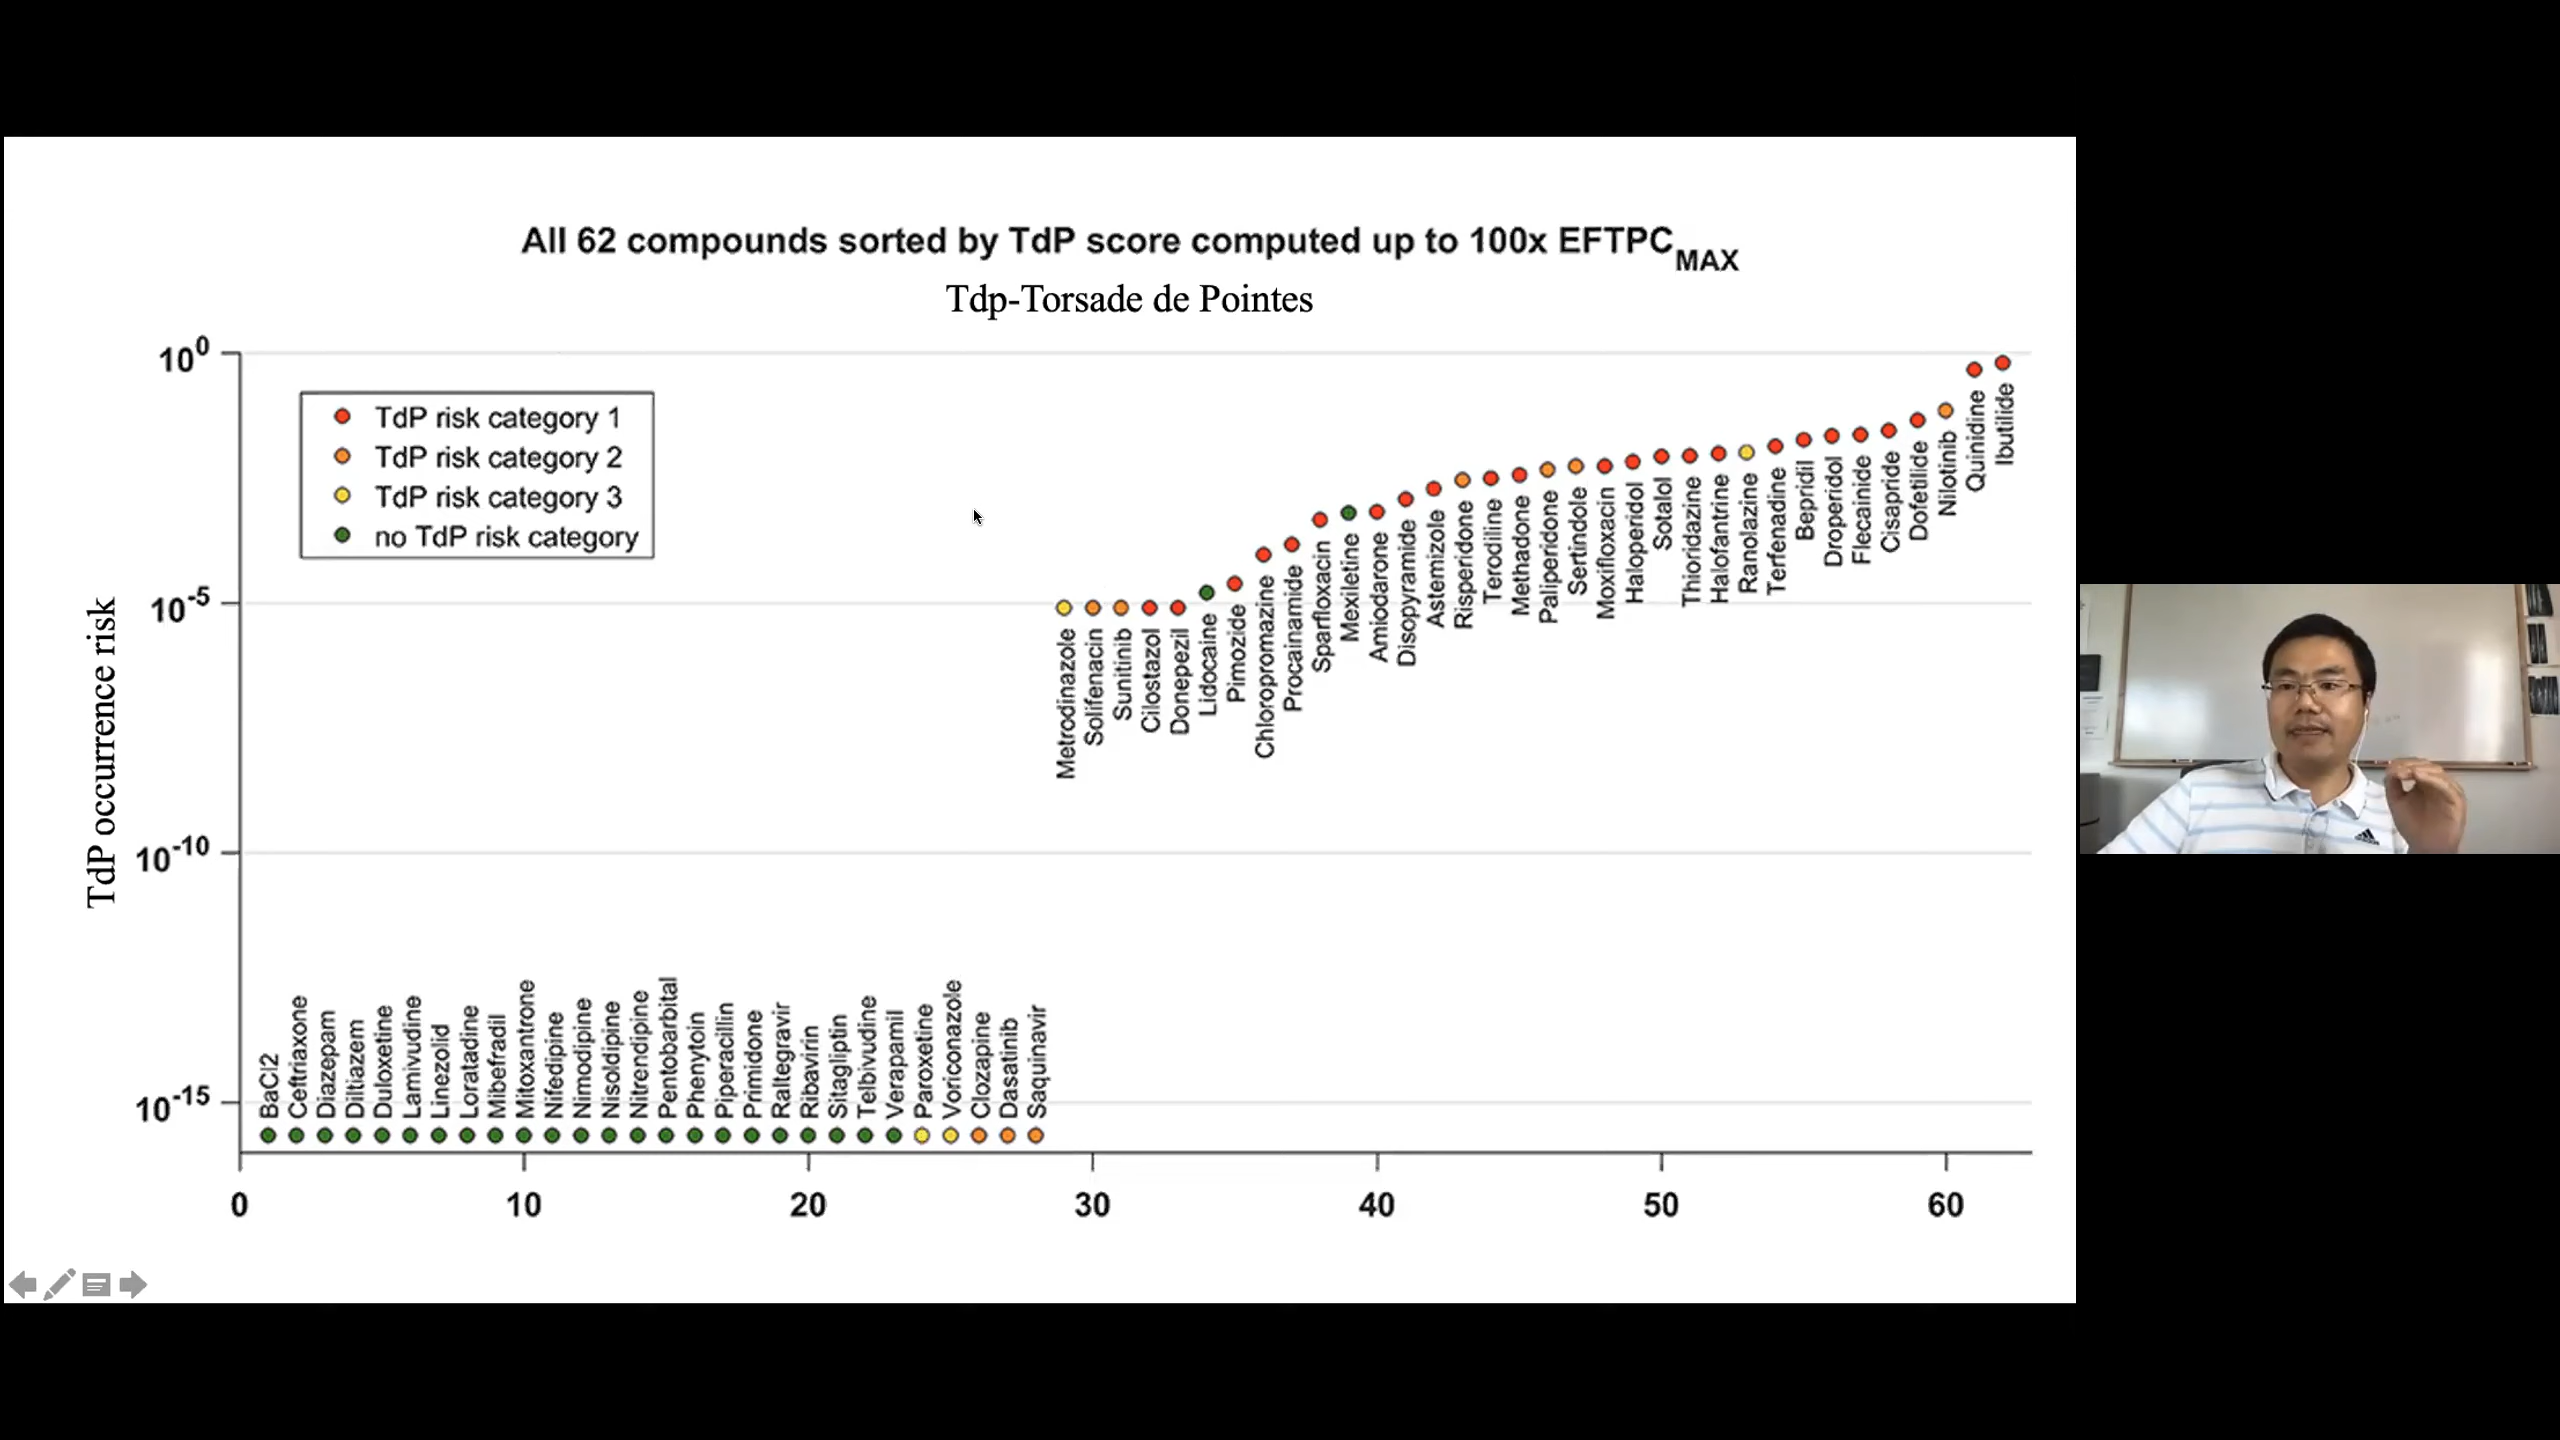 All 62 compounds sorted by TdP score computed up to 100x EFTPC_MAX
Tdp-Torsade de Pointes
TdP occurrence risk
10^0
10^-5
10^-10
10^-15
TdP risk category 1
TdP risk category 2
TdP risk category 3
no TdP risk category
BaCl2
Ceftriaxone
Diazepam
Diltiazem
Duloxetine
Lamivudine
Linezolid
Loratadine
Mibefradil
Mitoxantrone
Nifedipine
Nimodipine
Nisoldipine
Nitrendipine
Pentobarbital
Phenytoin
Piperacillin
Primidone
Raltegravir
Ribavirin
Sitagliptin
Telbivudine
Verapamil
Paroxetine
Voriconazole
Clozapine
Dasatinib
Saquinavir
Metrodinazole
Solifenacin
Sunitinib
Cilostazol
Donepezil
Lidocaine
Pimozide
Chloropromazine
Procainamide
Sparfloxacin
Mexiletine
Amiodarone
Disopyramide
Astemizole
Risperidone
Terodiline
Methadone
Paliperidone
Sertindole
Moxifloxacin
Haloperidol
Sotalol
Thioridazine
Halofantrine
Ranolazine
Terfenadine
Bepridil
Droperidol
Flecainide
Cisapride
Dofetilide
Nilotinib
Quinidine
Ibutilide
0 10 20 30 40 50 60